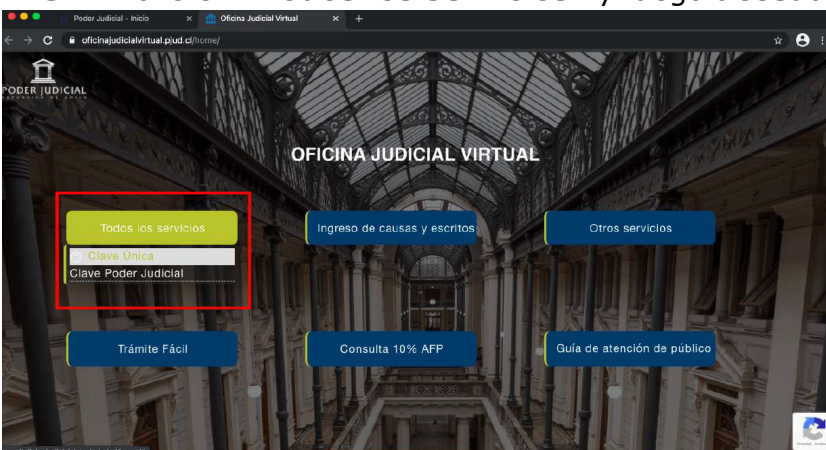 Poder Judicial - Inicio
Oficina Judicial Virtual
oficinajudicialvirtual.pjud.cl/home/
PODER JUDICIAL
OFICINA JUDICIAL VIRTUAL
Todos los servicios
Ingreso de causas y escritos
Otros servicios
Clave Única
Clave Poder Judicial
Trámite Fácil
Consulta 10% AFP
Guía de atención de público